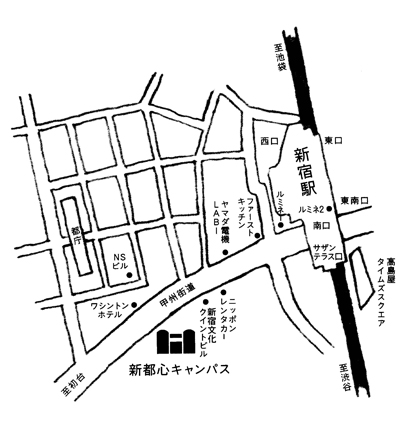 至池袋
西口
東口
新宿駅
ルミネ1
ルミネ2
東南口
南口
サザン
テラス口
高島屋
タイムズスクエア
ファースト
キッチン
ヤマダ電機
LABI
都庁
NS
ビル
ワシントン
ホテル
甲州街道
ニッポン
レンタカー
新宿文化
クイントビル
新都心キャンパス
至初台
至渋谷